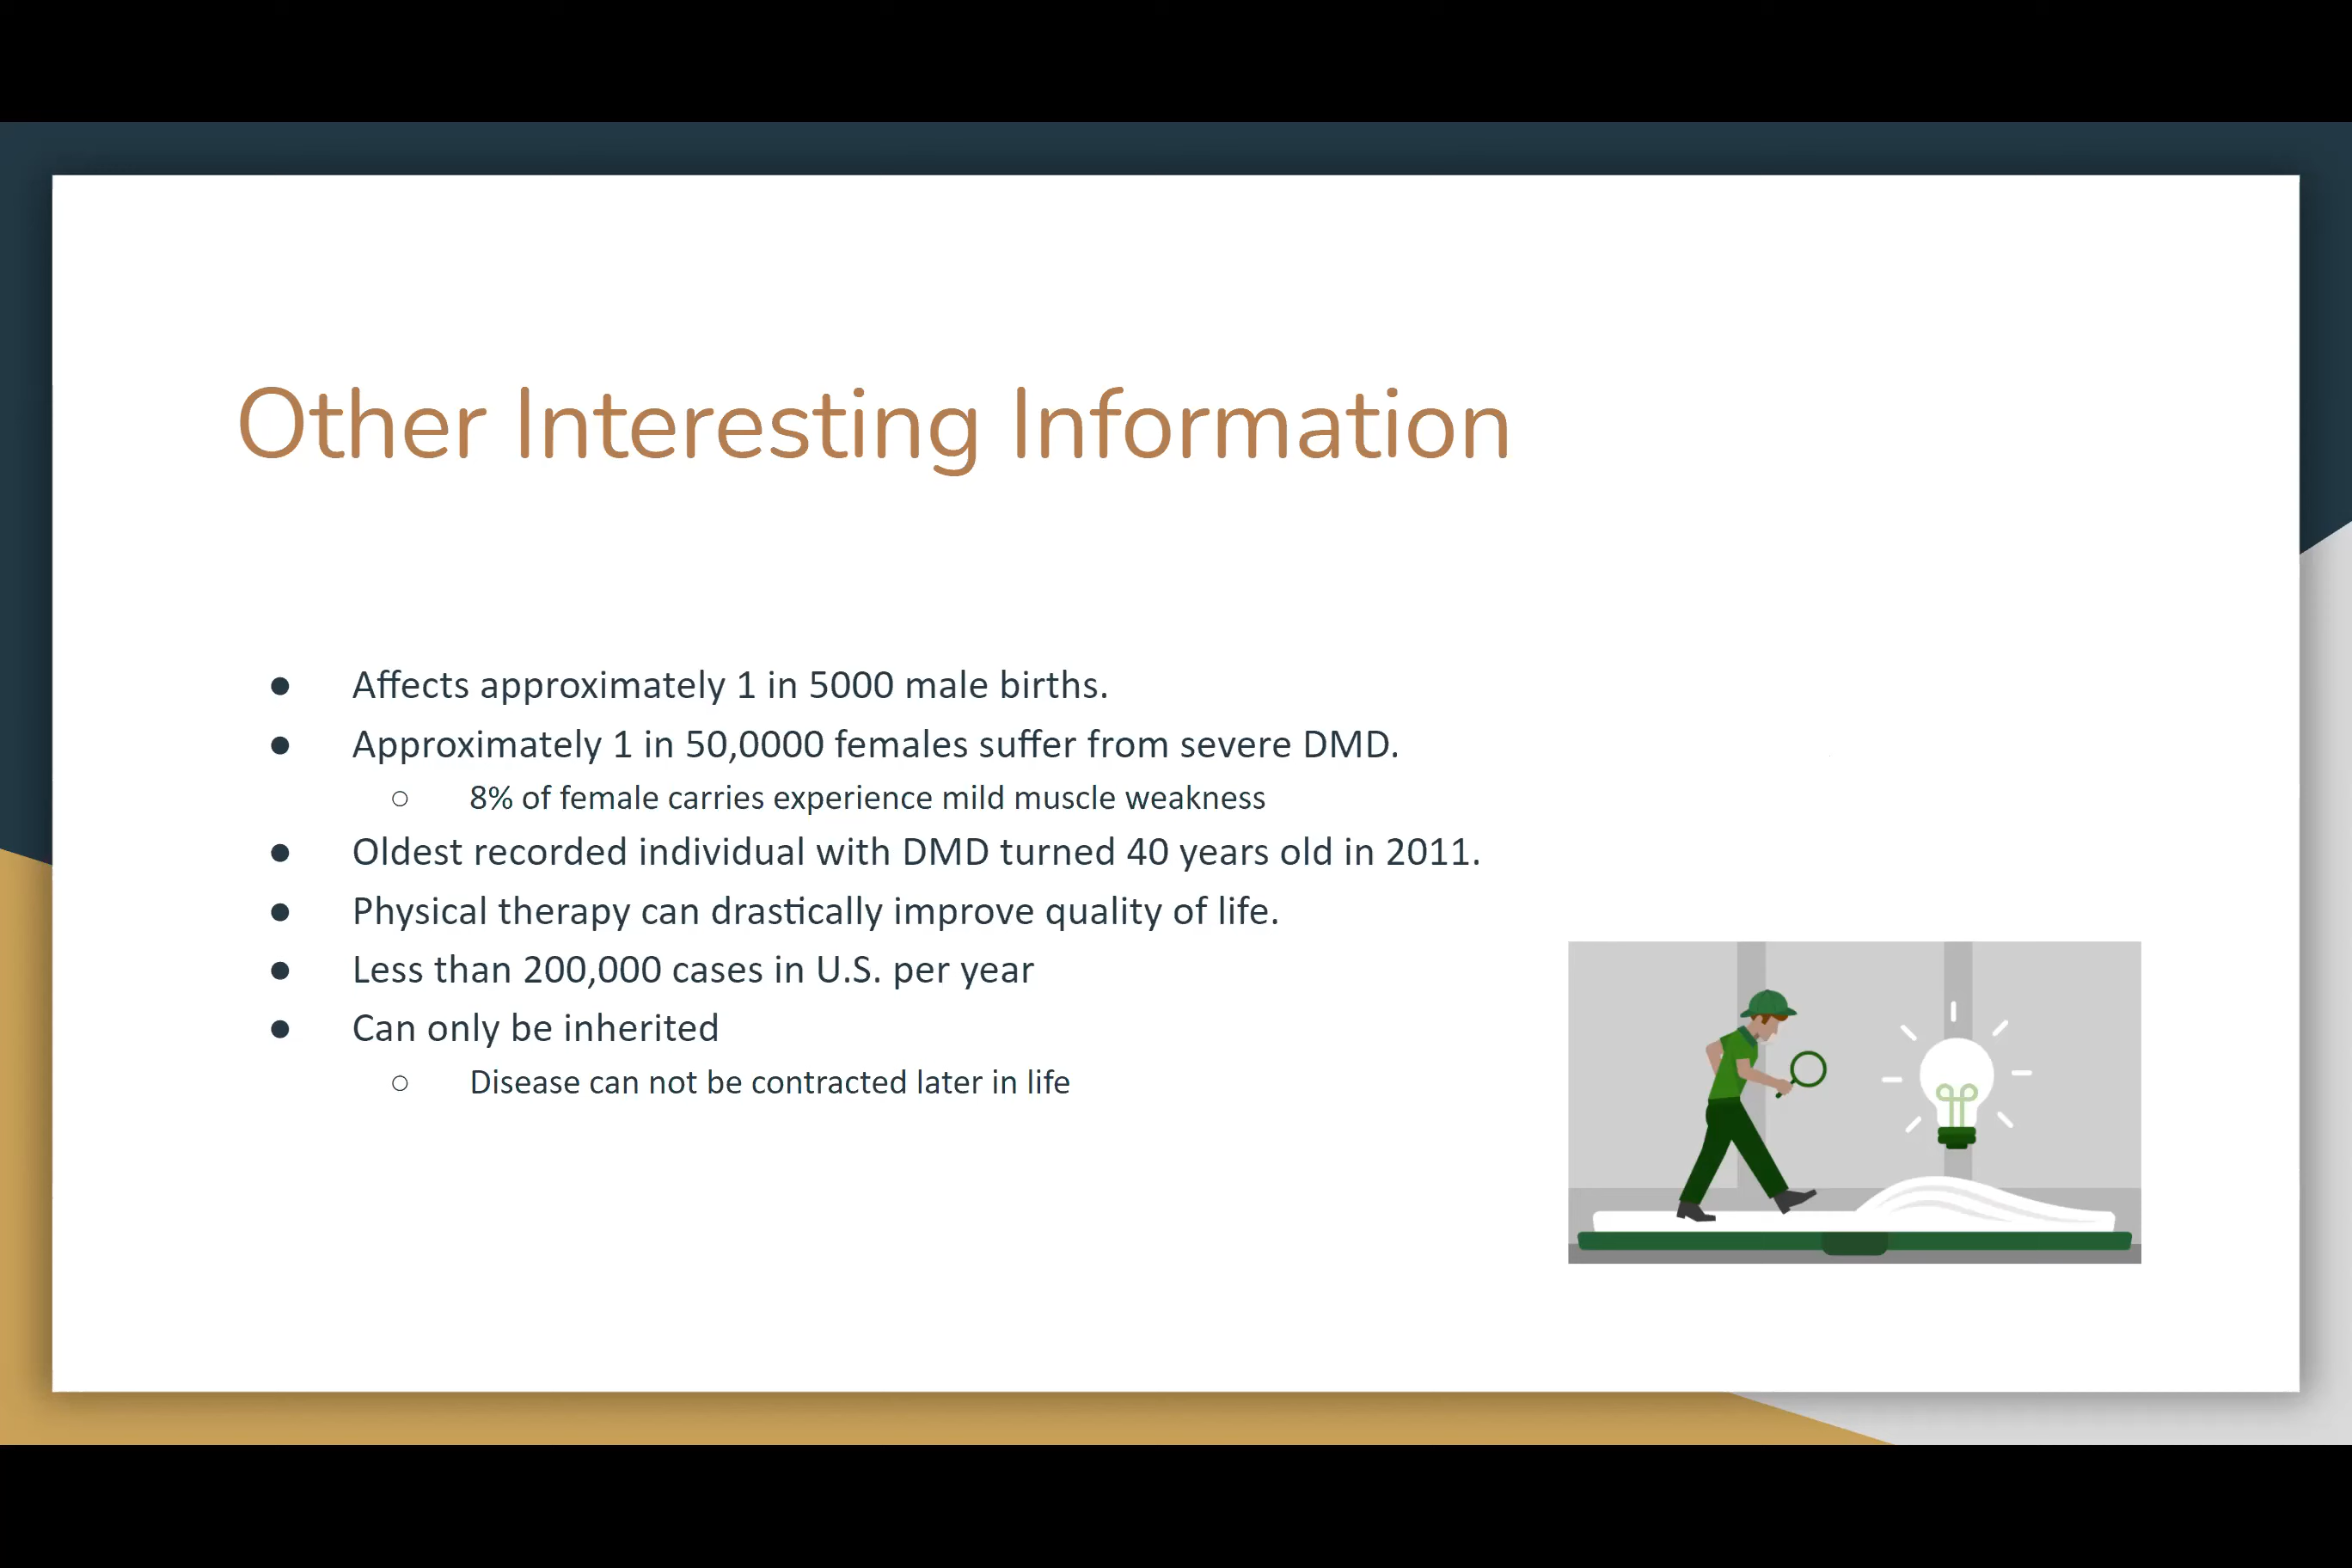 Other Interesting Information
● Affects approximately 1 in 5000 male births.
● Approximately 1 in 50,0000 females suffer from severe DMD.
○ 8% of female carries experience mild muscle weakness
● Oldest recorded individual with DMD turned 40 years old in 2011.
● Physical therapy can drastically improve quality of life.
● Less than 200,000 cases in U.S. per year
● Can only be inherited
○ Disease can not be contracted later in life